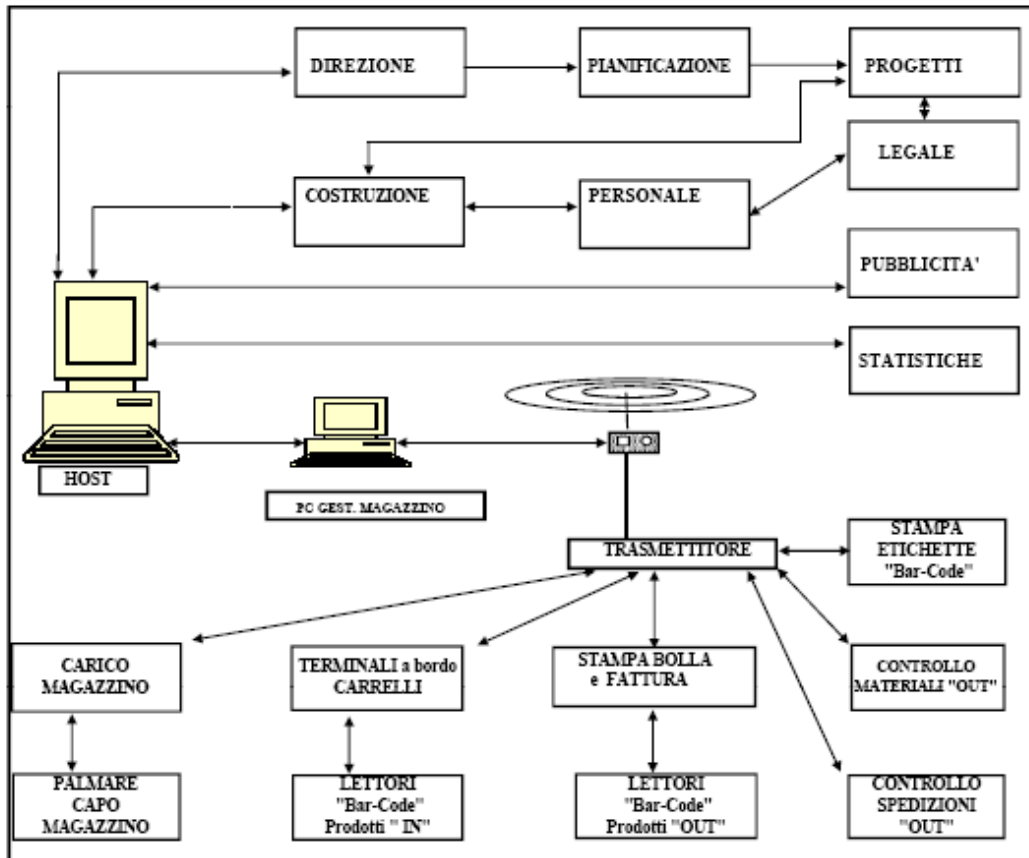 DIREZIONE
PIANIFICAZIONE
PROGETTI
LEGALE
COSTRUZIONE
PERSONALE
PUBBLICITA'
STATISTICHE
HOST
PC GEST. MAGAZZINO
TRASMETTITORE
STAMPA
ETICHETTE
"Bar-Code"
CARICO
MAGAZZINO
TERMINALI a bordo
CARRELLI
STAMPA BOLLA
e FATTURA
CONTROLLO
MATERIALI "OUT"
PALMARE
CAPO
MAGAZZINO
LETTORI
"Bar-Code"
Prodotti " IN"
LETTORI
"Bar-Code"
Prodotti "OUT"
CONTROLLO
SPEDIZIONI
"OUT"